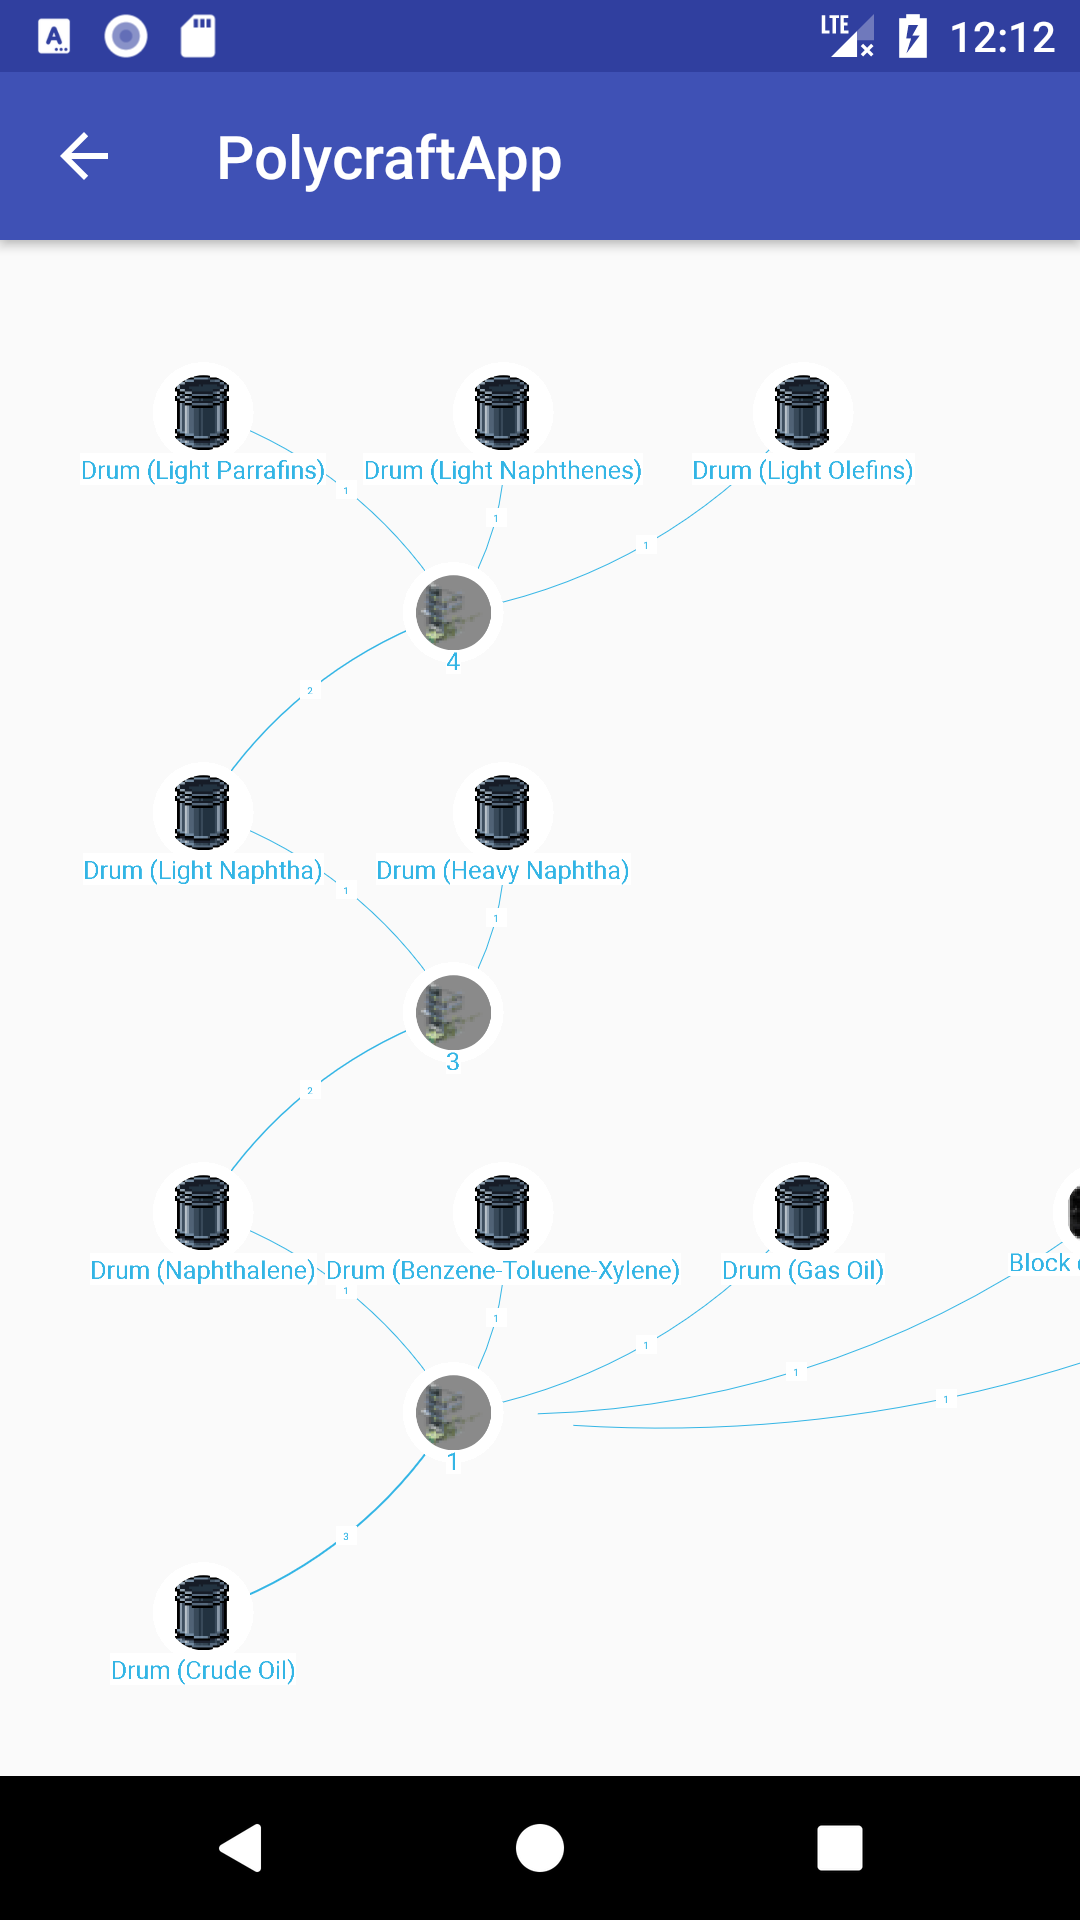 A
LTE
12:12
PolycraftApp
Drum (Light Parrafins)
Drum (Light Naphthenes)
Drum (Light Olefins)
1
1
1
4
2
Drum (Light Naphtha)
Drum (Heavy Naphtha)
1
1
3
2
Drum (Naphthalene)
Drum (Benzene-Toluene-Xylene)
Drum (Gas Oil)
Block
1
1
1
1
1
1
3
Drum (Crude Oil)